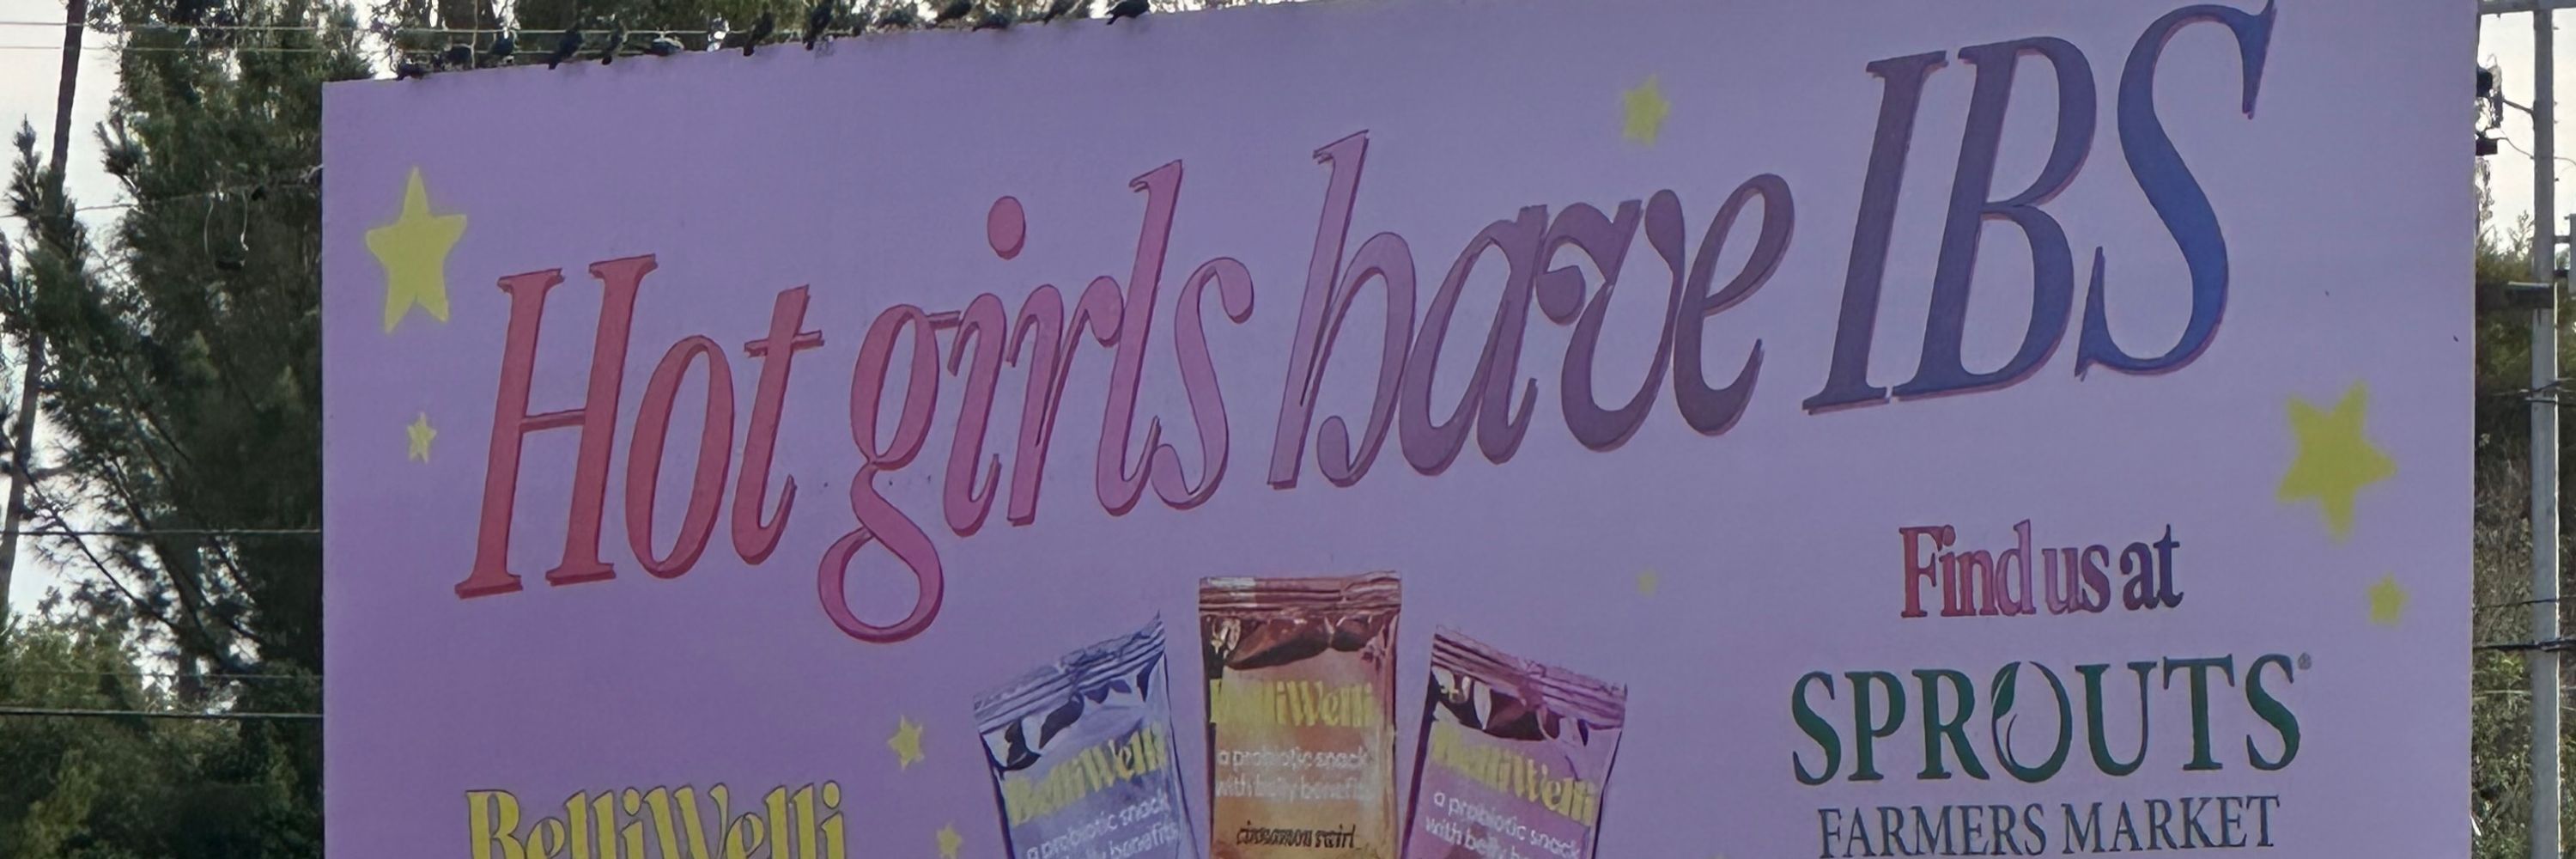 Hot girls have IBS
Find us at
SPROUTS®
FARMERS MARKET
BelliWelli
BelliWelli
a probiotic snack
belly benefits
BelliWelli
a probiotic snack
with belly benefits
cinnamon swirl
BelliWelli
a probiotic snack
with belly